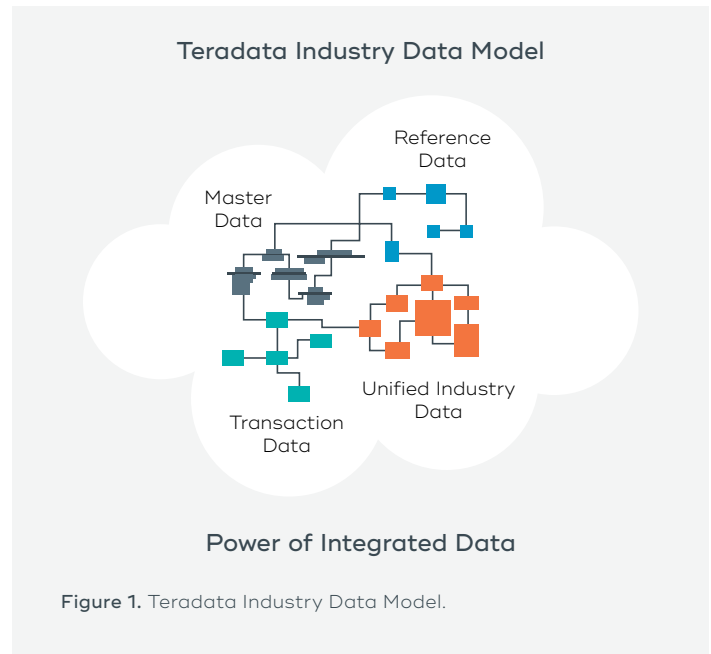 Teradata Industry Data Model
Reference
Data
Master
Data
Unified Industry
Data
Transaction
Data
Power of Integrated Data
Figure 1. Teradata Industry Data Model.